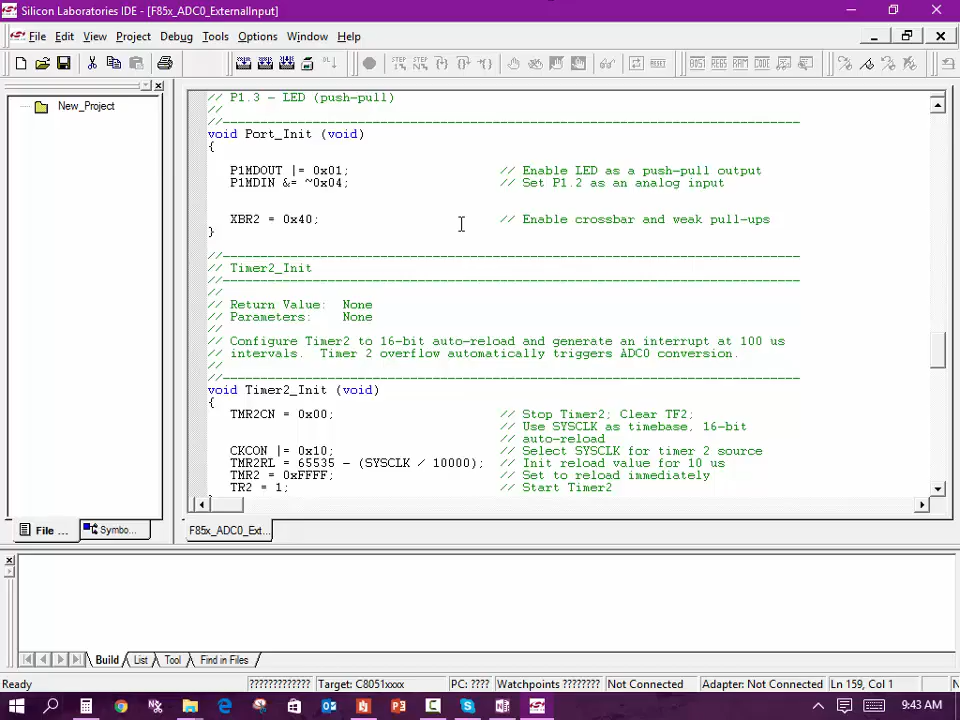 Silicon Laboratories IDE - [F85x_ADC0_ExternalInput]
File Edit View Project Debug Tools Options Window Help
New_Project
// P1.3 - LED (push-pull)
//
//-----------------------------------------------------------------------------
void Port_Init (void)
{
P1MDOUT |= 0x01; // Enable LED as a push-pull output
P1MDIN &= ~0x04; // Set P1.2 as an analog input
XBR2 = 0x40; // Enable crossbar and weak pull-ups
}
//-----------------------------------------------------------------------------
// Timer2_Init
//-----------------------------------------------------------------------------
//
// Return Value: None
// Parameters: None
//
// Configure Timer2 to 16-bit auto-reload and generate an interrupt at 100 us
// intervals. Timer 2 overflow automatically triggers ADC0 conversion.
//
//-----------------------------------------------------------------------------
void Timer2_Init (void)
{
TMR2CN = 0x00; // Stop Timer2; Clear TF2;
// Use SYSCLK as timebase, 16-bit
// auto-reload
CKCON |= 0x10; // Select SYSCLK for timer 2 source
TMR2RL = 65535 - (SYSCLK / 10000); // Init reload value for 10 us
TMR2 = 0xFFFF; // Set to reload immediately
TR2 = 1; // Start Timer2
File ... Symbo...
F85x_ADC0_Ext...
Build List Tool Find in Files
Ready ????????????? Target: C8051xxxx PC: ???? Watchpoints ???????? Not Connected Adapter: Not Connected Ln 159, Col 1
9:43 AM